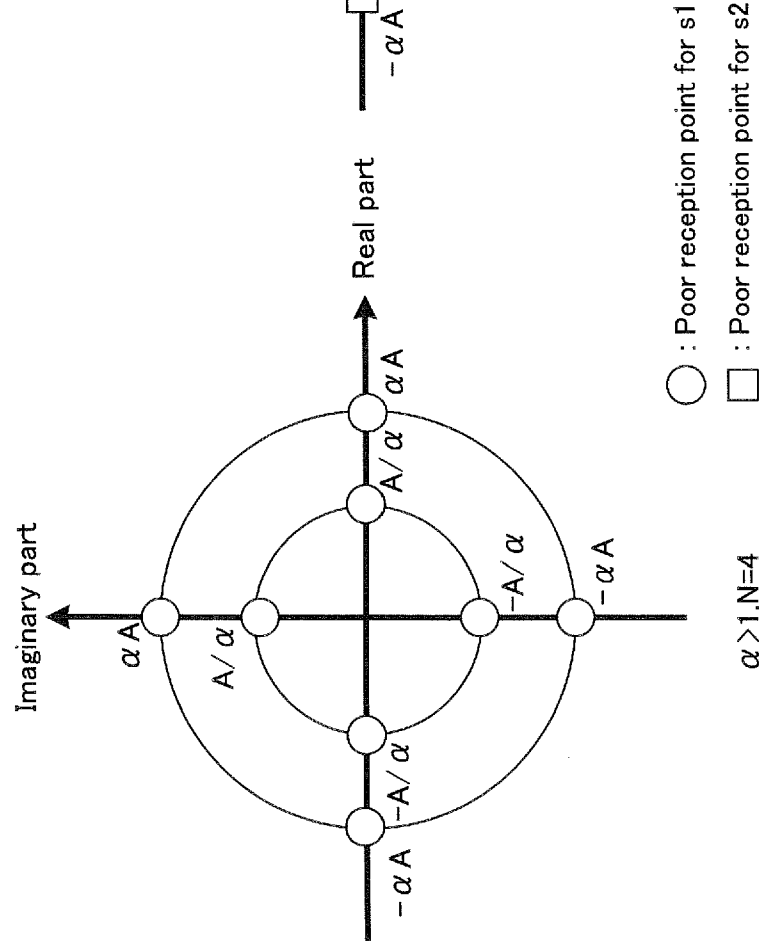 Imaginary part
αA
A/α
-αA
-A/α
A/α
αA
Real part
-αA
-A/α
-αA
α>1,N=4
○: Poor reception point for s1
□: Poor reception point for s2